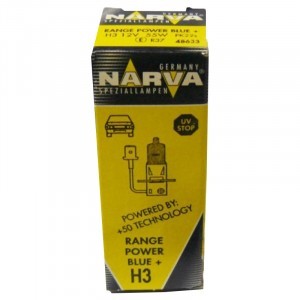 RANGE POWER BLUE +
H3 12V 55W PK22s
E R37 48633
GERMANY
NARVA
SPEZIALLAMPEN
UV
STOP
POWERED BY:
+50 TECHNOLOGY
RANGE
POWER
BLUE +
H3